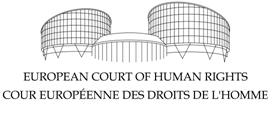 EUROPEAN COURT OF HUMAN RIGHTS
COUR EUROPÉENNE DES DROITS DE L'HOMME